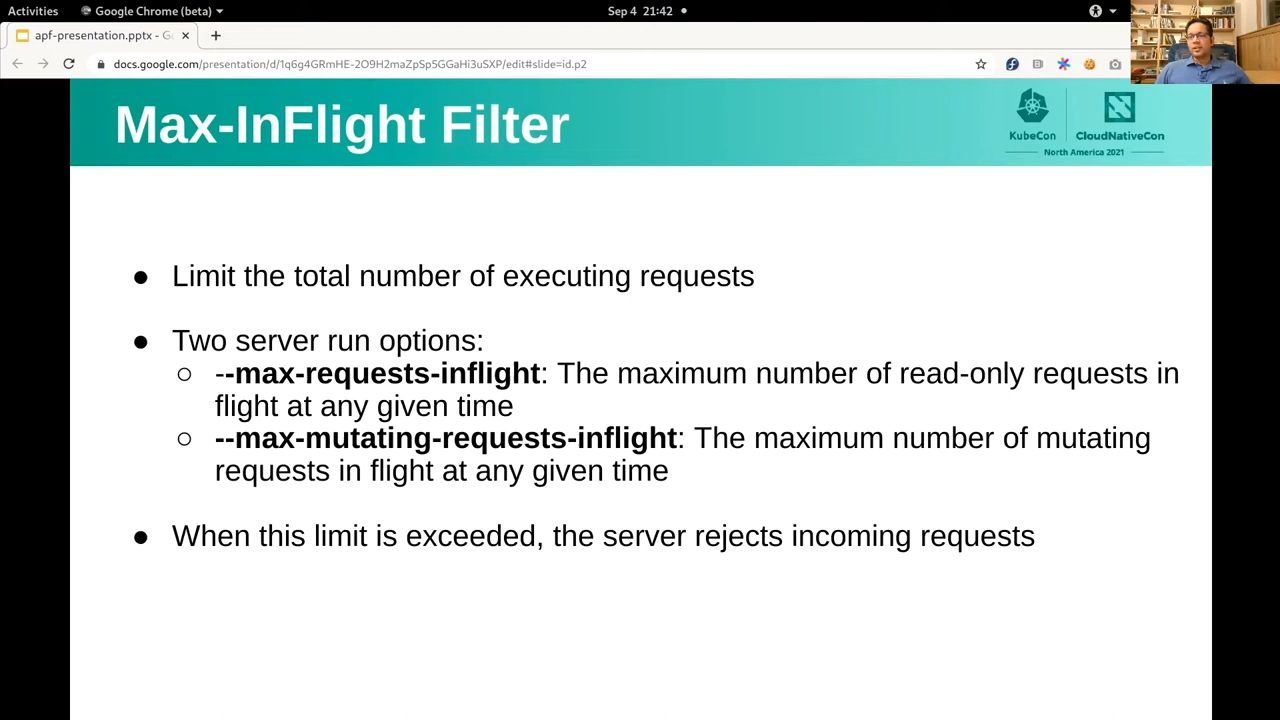 Activities
Google Chrome (beta)
Sep 4 21:42
apf-presentation.pptx - G
docs.google.com/presentation/d/1q6g4GRmHE-2O9H2maZpSp5GGaHi3uSXP/edit#slide=id.p2
Max-InFlight Filter
KubeCon
CloudNativeCon
North America 2021
● Limit the total number of executing requests
● Two server run options:
○ --max-requests-inflight: The maximum number of read-only requests in
flight at any given time
○ --max-mutating-requests-inflight: The maximum number of mutating
requests in flight at any given time
● When this limit is exceeded, the server rejects incoming requests